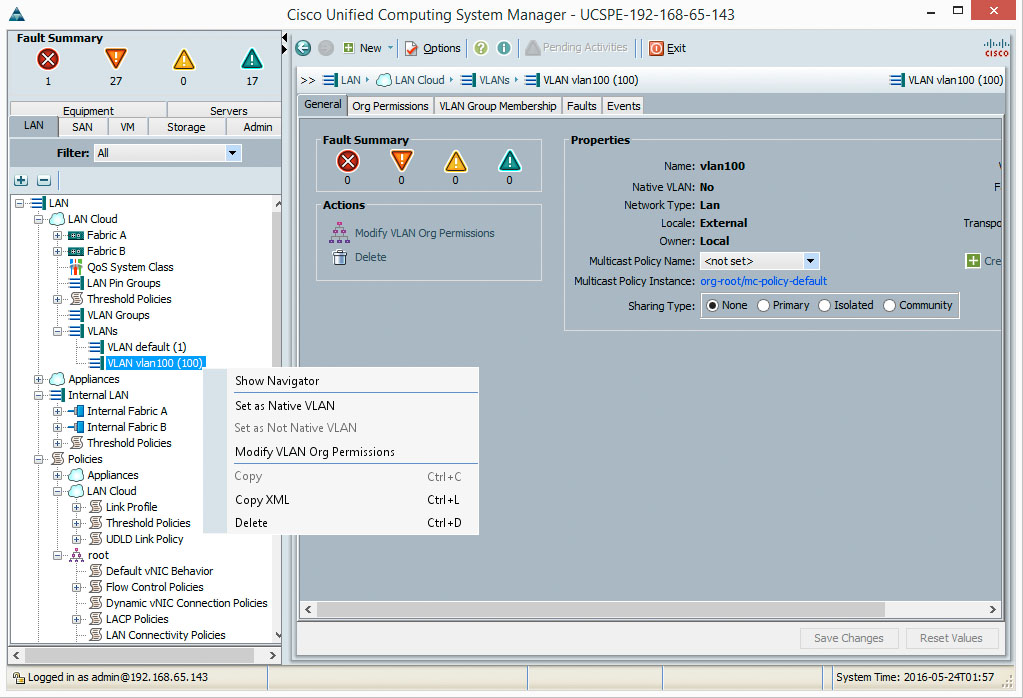 Cisco Unified Computing System Manager - UCSPE-192-168-65-143
Fault Summary
1 27 0 17
Equipment Servers
LAN SAN VM Storage Admin
Filter: All
LAN
LAN Cloud
Fabric A
Fabric B
QoS System Class
LAN Pin Groups
Threshold Policies
VLAN Groups
VLANs
VLAN default (1)
VLAN vlan100 (100)
Appliances
Internal LAN
Internal Fabric A
Internal Fabric B
Threshold Policies
Policies
Appliances
LAN Cloud
Link Profile
Threshold Policies
UDLD Link Policy
root
Default vNIC Behavior
Flow Control Policies
Dynamic vNIC Connection Policies
LACP Policies
LAN Connectivity Policies
New Options Pending Activities Exit
CISCO
>> LAN LAN Cloud VLANs VLAN vlan100 (100) VLAN vlan100 (100)
General Org Permissions VLAN Group Membership Faults Events
Fault Summary
0 0 0 0
Actions
Modify VLAN Org Permissions
Delete
Properties
Name: vlan100
Native VLAN: No
Network Type: Lan
Locale: External Transpo
Owner: Local
Multicast Policy Name: <not set> Cre
Multicast Policy Instance: org-root/mc-policy-default
Sharing Type: None Primary Isolated Community
Show Navigator
Set as Native VLAN
Set as Not Native VLAN
Modify VLAN Org Permissions
Copy Ctrl+C
Copy XML Ctrl+L
Delete Ctrl+D
Save Changes Reset Values
Logged in as admin@192.168.65.143 System Time: 2016-05-24T01:57